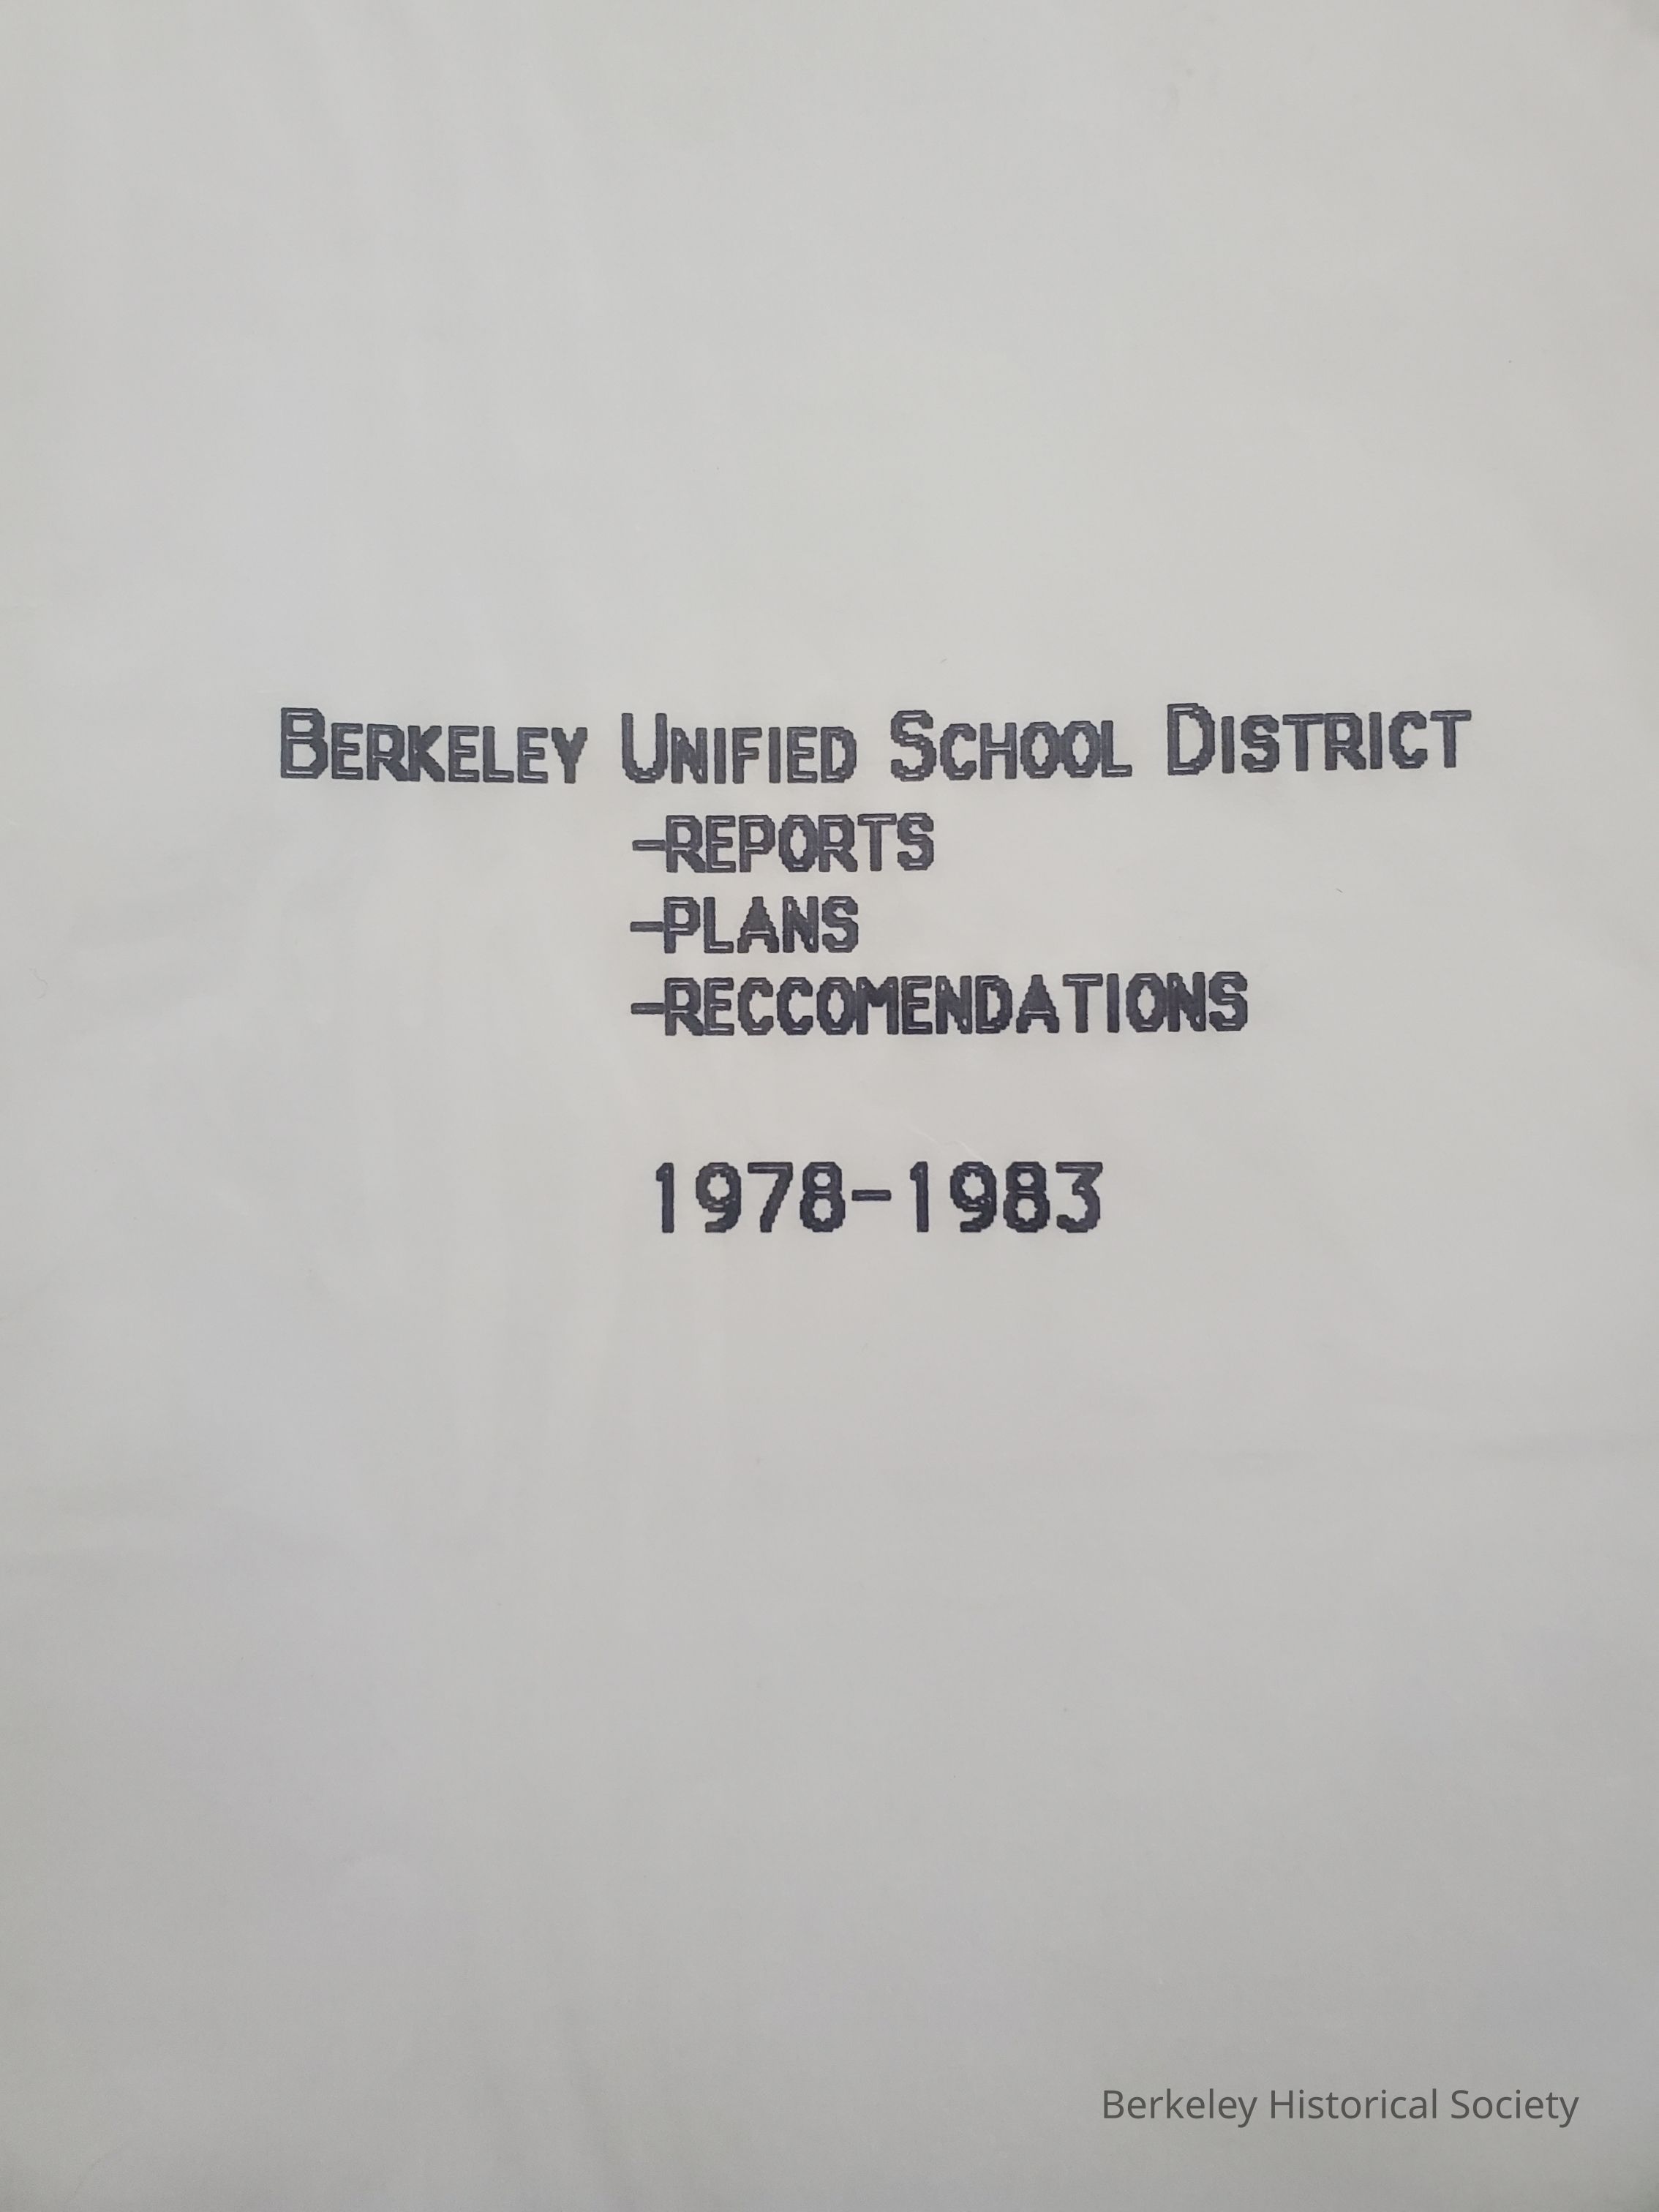 BERKELEY UNIFIED SCHOOL DISTRICT
-REPORTS
-PLANS
-RECCOMENDATIONS
1978-1983
Berkeley Historical Society